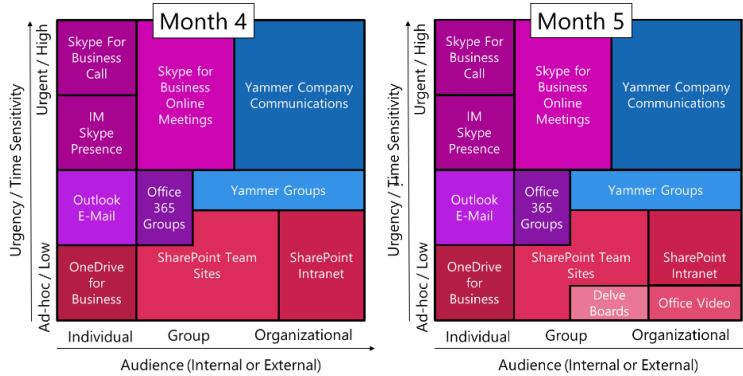 Month 4
Urgency / Time Sensitivity
Urgent / High
Ad-hoc / Low
Skype For
Business
Call
Skype for
Business
Online
Meetings
Yammer Company
Communications
IM
Skype
Presence
Outlook
E-Mail
Office
365
Groups
Yammer Groups
OneDrive
for
Business
SharePoint Team
Sites
SharePoint
Intranet
Individual
Group
Organizational
Audience (Internal or External)
Month 5
Urgency / Time Sensitivity
Urgent / High
Ad-hoc / Low
Skype For
Business
Call
Skype for
Business
Online
Meetings
Yammer Company
Communications
IM
Skype
Presence
Outlook
E-Mail
Office
365
Groups
Yammer Groups
OneDrive
for
Business
SharePoint Team
Sites
SharePoint
Intranet
Delve
Boards
Office Video
Individual
Group
Organizational
Audience (Internal or External)